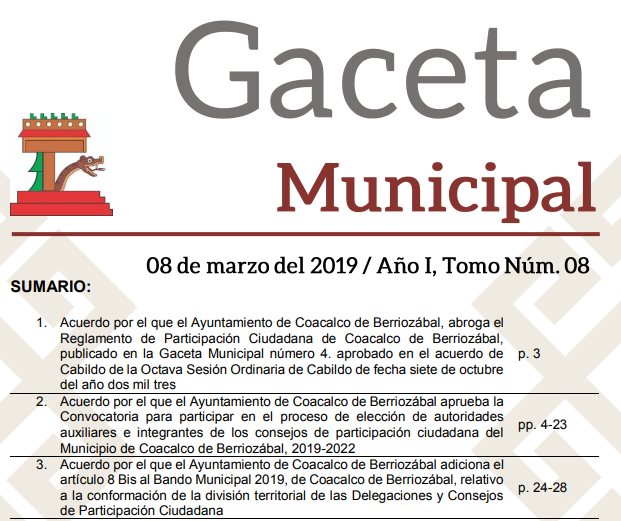 Gaceta
Municipal
08 de marzo del 2019 / Año I, Tomo Núm. 08
SUMARIO:
1. Acuerdo por el que el Ayuntamiento de Coacalco de Berriozábal, abroga el
Reglamento de Participación Ciudadana de Coacalco de Berriozábal,
publicado en la Gaceta Municipal número 4. aprobado en el acuerdo de
Cabildo de la Octava Sesión Ordinaria de Cabildo de fecha siete de octubre
del año dos mil tres
p. 3
2. Acuerdo por el que el Ayuntamiento de Coacalco de Berriozábal aprueba la
Convocatoria para participar en el proceso de elección de autoridades
auxiliares e integrantes de los consejos de participación ciudadana del
Municipio de Coacalco de Berriozábal, 2019-2022
pp. 4-23
3. Acuerdo por el que el Ayuntamiento de Coacalco de Berriozábal adiciona el
artículo 8 Bis al Bando Municipal 2019, de Coacalco de Berriozábal, relativo
a la conformación de la división territorial de las Delegaciones y Consejos
de Participación Ciudadana
p. 24-28